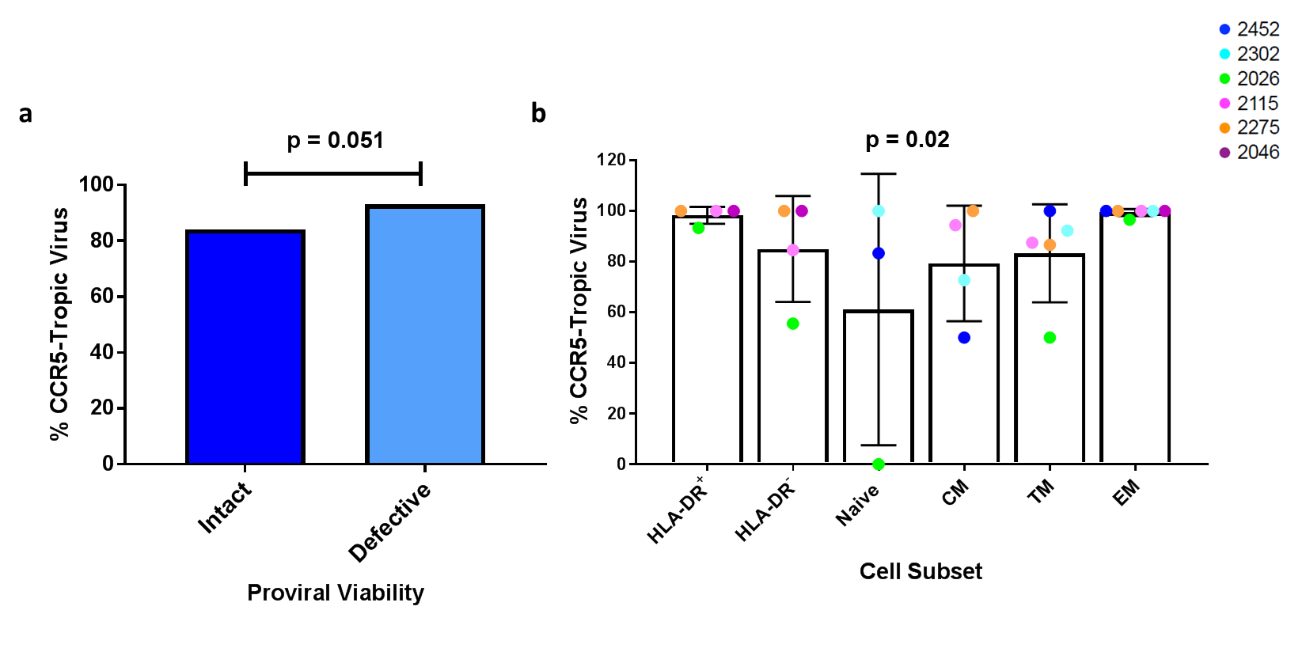 2452
2302
2026
2115
2275
2046
a
p = 0.051
% CCR5-Tropic Virus
100
80
60
40
20
0
Intact
Defective
Proviral Viability
b
p = 0.02
% CCR5-Tropic Virus
120
100
80
60
40
20
0
HLA-DR⁺
HLA-DR⁻
Naive
CM
TM
EM
Cell Subset